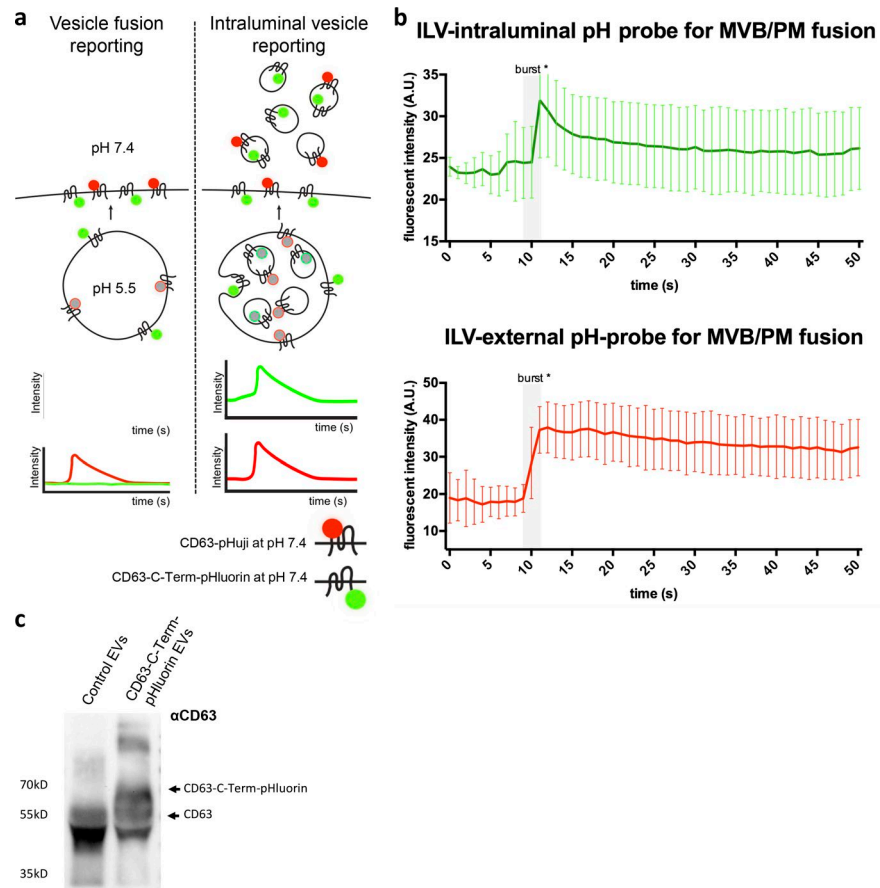 a
Vesicle fusion
reporting
Intraluminal vesicle
reporting
pH 7.4
pH 5.5
Intensity
time (s)
Intensity
time (s)
Intensity
time (s)
Intensity
time (s)
CD63-pHuji at pH 7.4
CD63-C-Term-pHluorin at pH 7.4
b
ILV-intraluminal pH probe for MVB/PM fusion
burst *
fluorescent intensity (A.U.)
35
30
25
20
15
0 5 10 15 20 25 30 35 40 45 50
time (s)
ILV-external pH-probe for MVB/PM fusion
burst *
fluorescent intensity (A.U.)
50
40
30
20
10
0 5 10 15 20 25 30 35 40 45 50
time (s)
c
Control EVs
CD63-C-Term-
pHluorin EVs
αCD63
70kD
CD63-C-Term-pHluorin
55kD
CD63
35kD